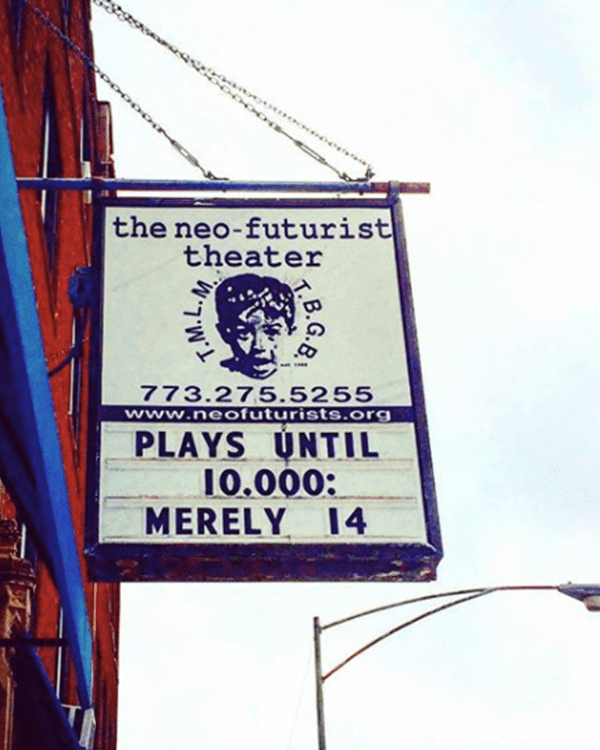 the neo-futurist
theater
T.M.L.M.
T.B.G.B.
773.275.5255
www.neofuturists.org
PLAYS UNTIL
10.000:
MERELY 14